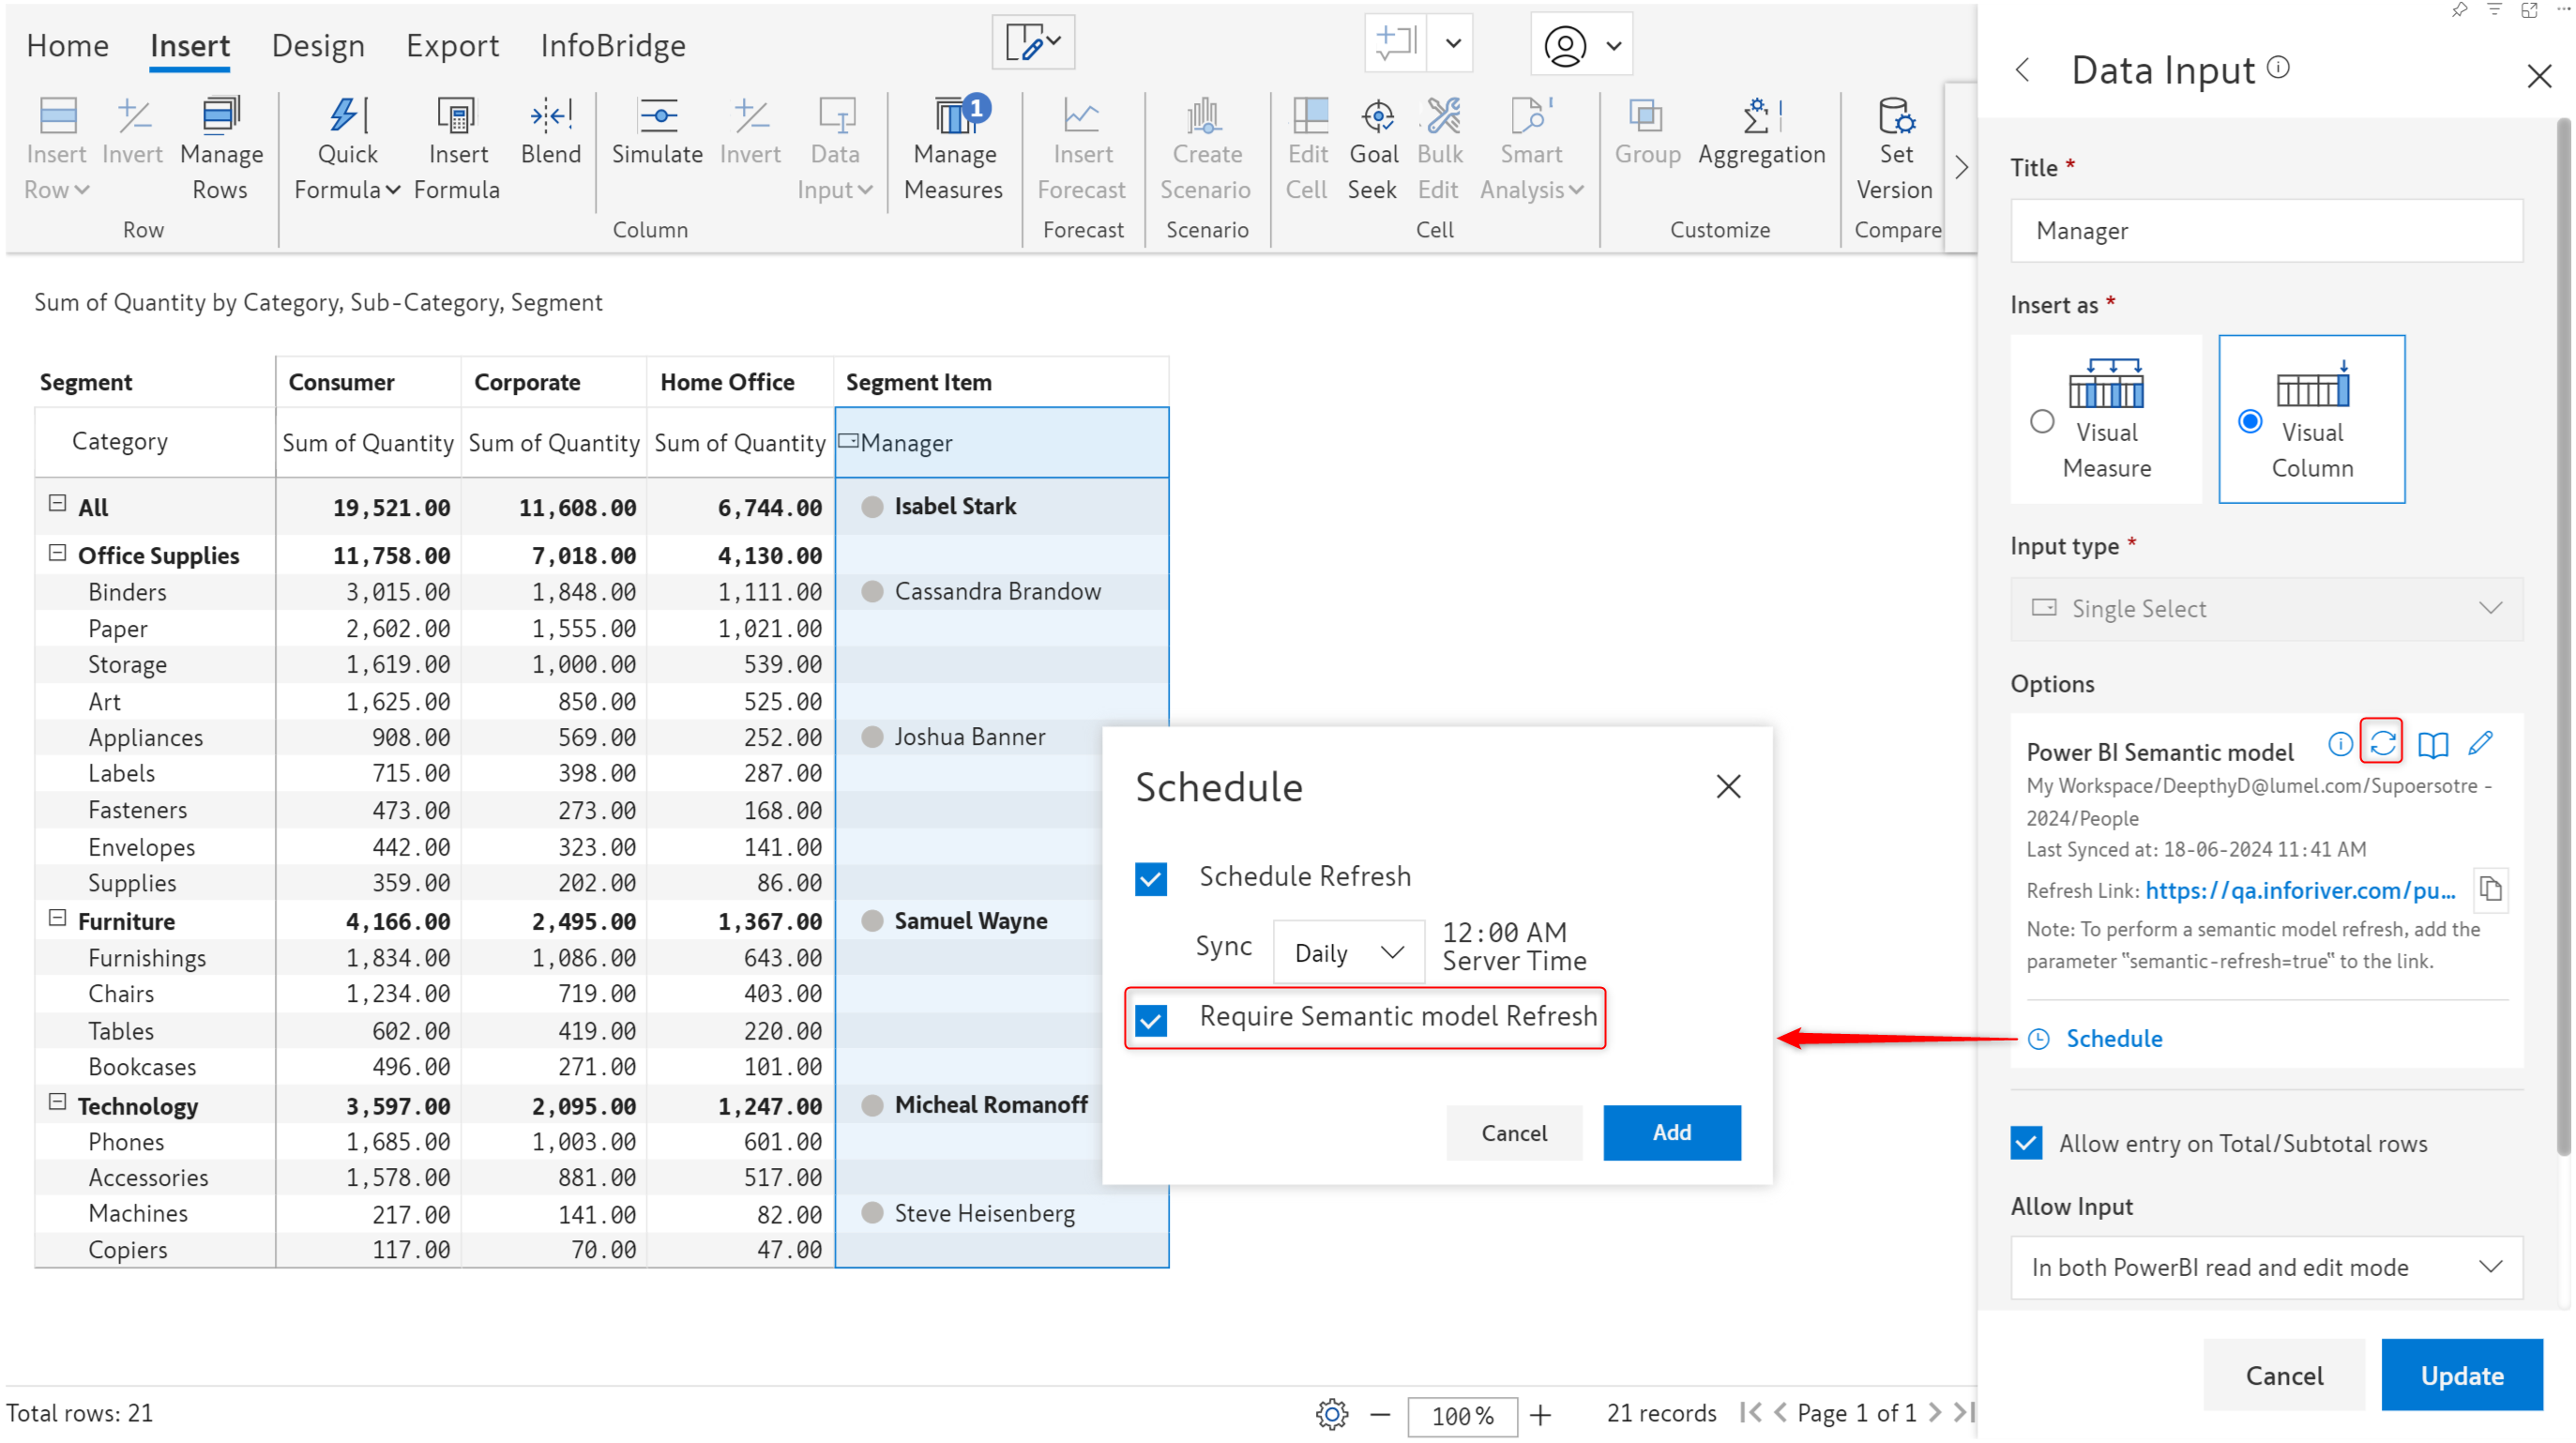 Home Insert Design Export InfoBridge
Insert Row
Invert
Manage Rows
Row
Quick Formula
Insert Formula
Blend
Simulate
Invert
Data Input
Column
Manage Measures
1
Insert Forecast
Forecast
Create Scenario
Scenario
Edit Cell
Goal Seek
Bulk Edit
Smart Analysis
Cell
Group
Aggregation
Customize
Set Version
Compare
Sum of Quantity by Category, Sub-Category, Segment
Segment Consumer Corporate Home Office Segment Item
Category Sum of Quantity Sum of Quantity Sum of Quantity Manager
All 19,521.00 11,608.00 6,744.00 Isabel Stark
Office Supplies 11,758.00 7,018.00 4,130.00
Binders 3,015.00 1,848.00 1,111.00 Cassandra Brandow
Paper 2,602.00 1,555.00 1,021.00
Storage 1,619.00 1,000.00 539.00
Art 1,625.00 850.00 525.00
Appliances 908.00 569.00 252.00 Joshua Banner
Labels 715.00 398.00 287.00
Fasteners 473.00 273.00 168.00
Envelopes 442.00 323.00 141.00
Supplies 359.00 202.00 86.00
Furniture 4,166.00 2,495.00 1,367.00 Samuel Wayne
Furnishings 1,834.00 1,086.00 643.00
Chairs 1,234.00 719.00 403.00
Tables 602.00 419.00 220.00
Bookcases 496.00 271.00 101.00
Technology 3,597.00 2,095.00 1,247.00 Micheal Romanoff
Phones 1,685.00 1,003.00 601.00
Accessories 1,578.00 881.00 517.00
Machines 217.00 141.00 82.00 Steve Heisenberg
Copiers 117.00 70.00 47.00
Schedule
Schedule Refresh
Sync Daily 12:00 AM
Server Time
Require Semantic model Refresh
Cancel Add
Data Input
Title *
Manager
Insert as *
Visual Measure
Visual Column
Input type *
Single Select
Options
Power BI Semantic model
My Workspace/DeepthyD@lumel.com/Supoersotre -
2024/People
Last Synced at: 18-06-2024 11:41 AM
Refresh Link: https://qa.inforiver.com/pu...
Note: To perform a semantic model refresh, add the
parameter "semantic-refresh=true" to the link.
Schedule
Allow entry on Total/Subtotal rows
Allow Input
In both PowerBI read and edit mode
Cancel Update
Total rows: 21
100%
21 records
Page 1 of 1